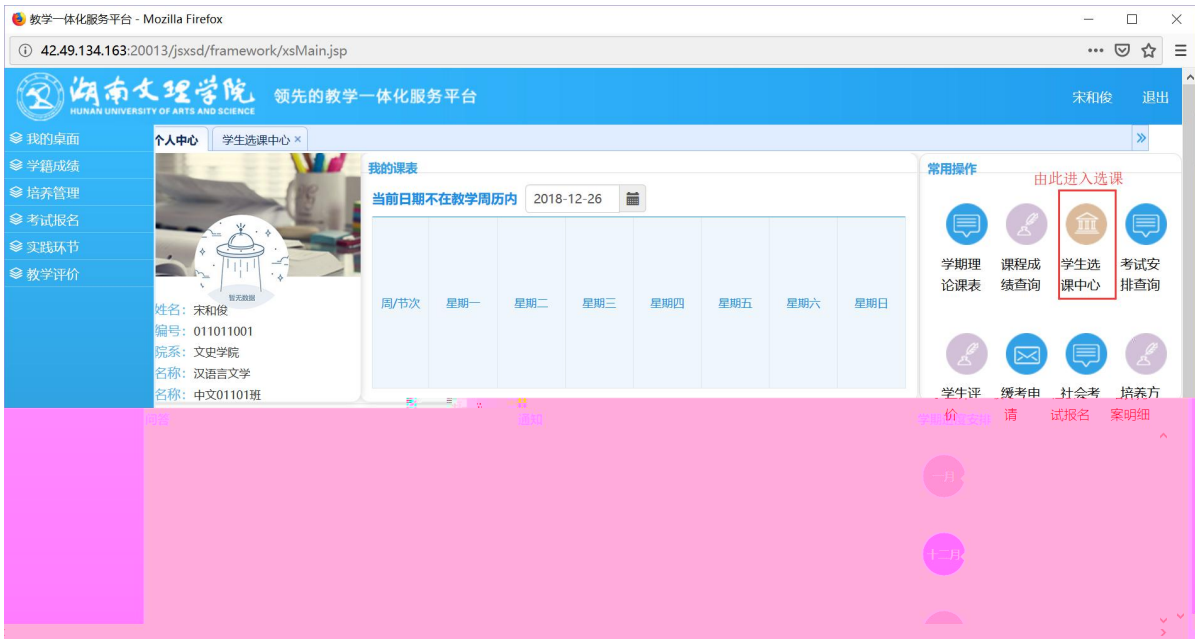 教学一体化服务平台 - Mozilla Firefox
42.49.134.163:20013/jsxsd/framework/xsMain.jsp
湖南文理学院
HUNAN UNIVERSITY OF ARTS AND SCIENCE
领先的教学一体化服务平台
宋和俊 退出
我的桌面
学籍成绩
培养管理
考试报名
实践环节
教学评价
个人中心 学生选课中心 ×
暂无数据
姓名: 宋和俊
编号: 011011001
院系: 文史学院
名称: 汉语言文学
名称: 中文01101班
我的课表
当前日期不在教学周历内 2018-12-26
周/节次 星期一 星期二 星期三 星期四 星期五 星期六 星期日
常用操作
由此进入选课
学期理论课表
课程成绩查询
学生选课中心
考试安排查询
学生评价
缓考申请
社会考试报名
培养方案明细
问答
通知
一月
十二月